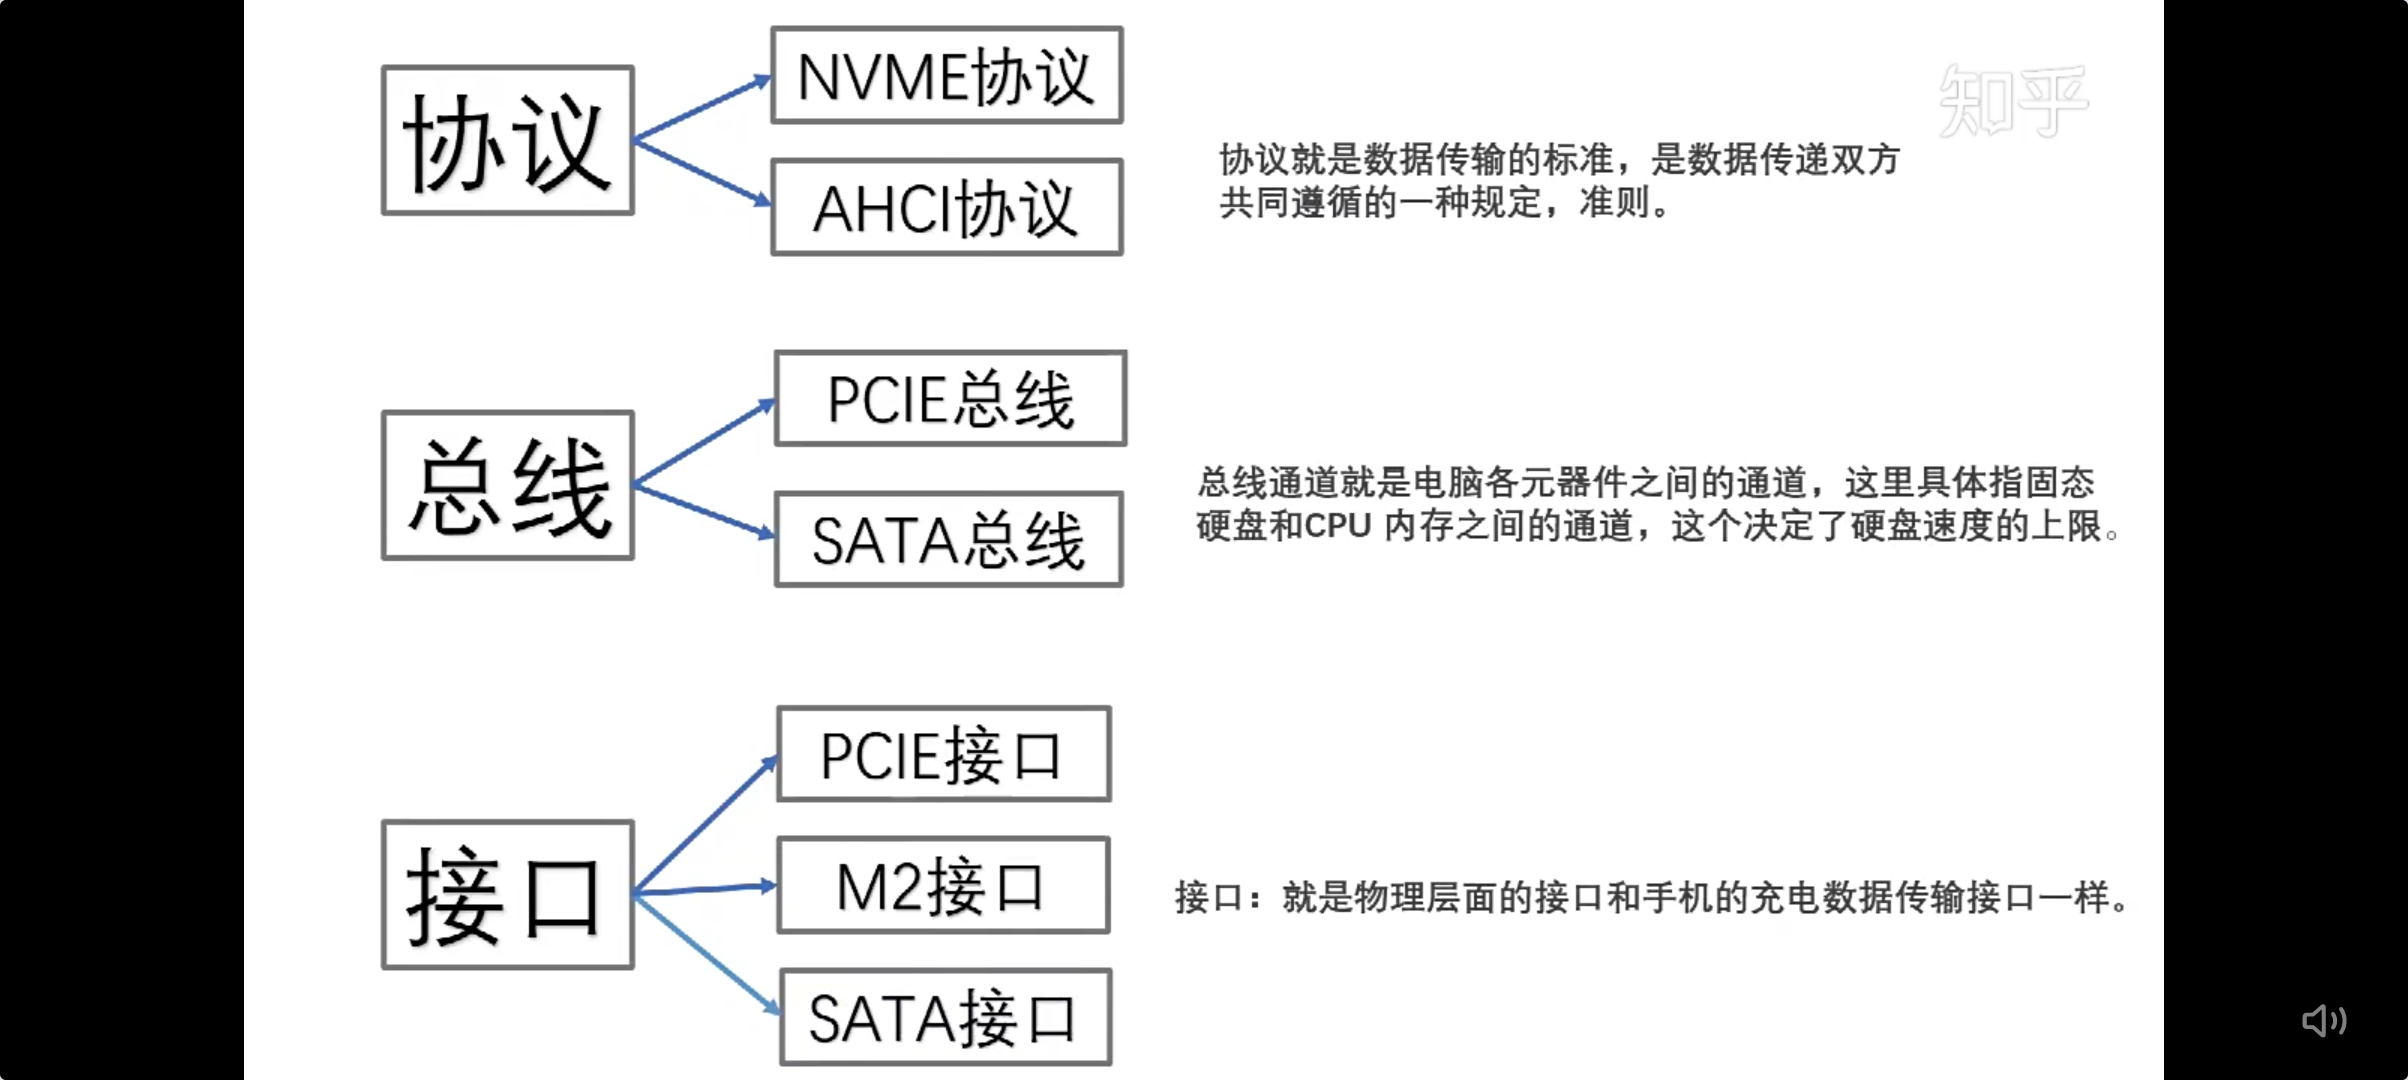 知乎
协议
NVME协议
AHCI协议
协议就是数据传输的标准，是数据传递双方
共同遵循的一种规定，准则。
总线
PCIE总线
SATA总线
总线通道就是电脑各元器件之间的通道，这里具体指固态
硬盘和CPU 内存之间的通道，这个决定了硬盘速度的上限。
接口
PCIE接口
M2接口
SATA接口
接口：就是物理层面的接口和手机的充电数据传输接口一样。